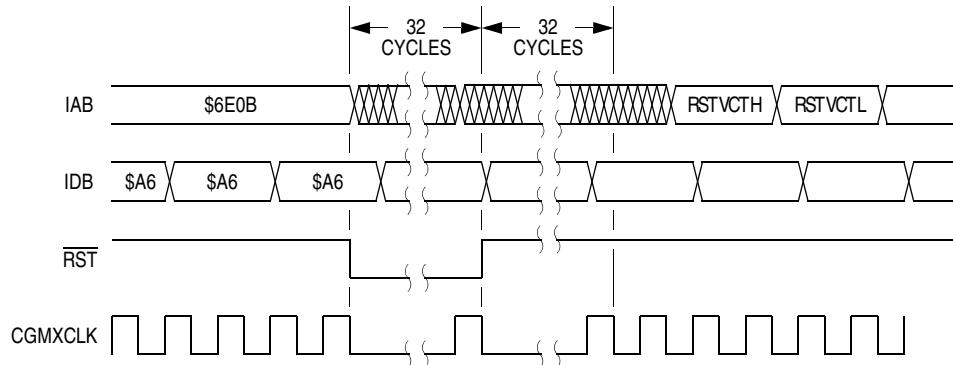 32
CYCLES
32
CYCLES
IAB
$6E0B
RSTVCTH
RSTVCTL
IDB
$A6
$A6
$A6
RST
CGMXCLK